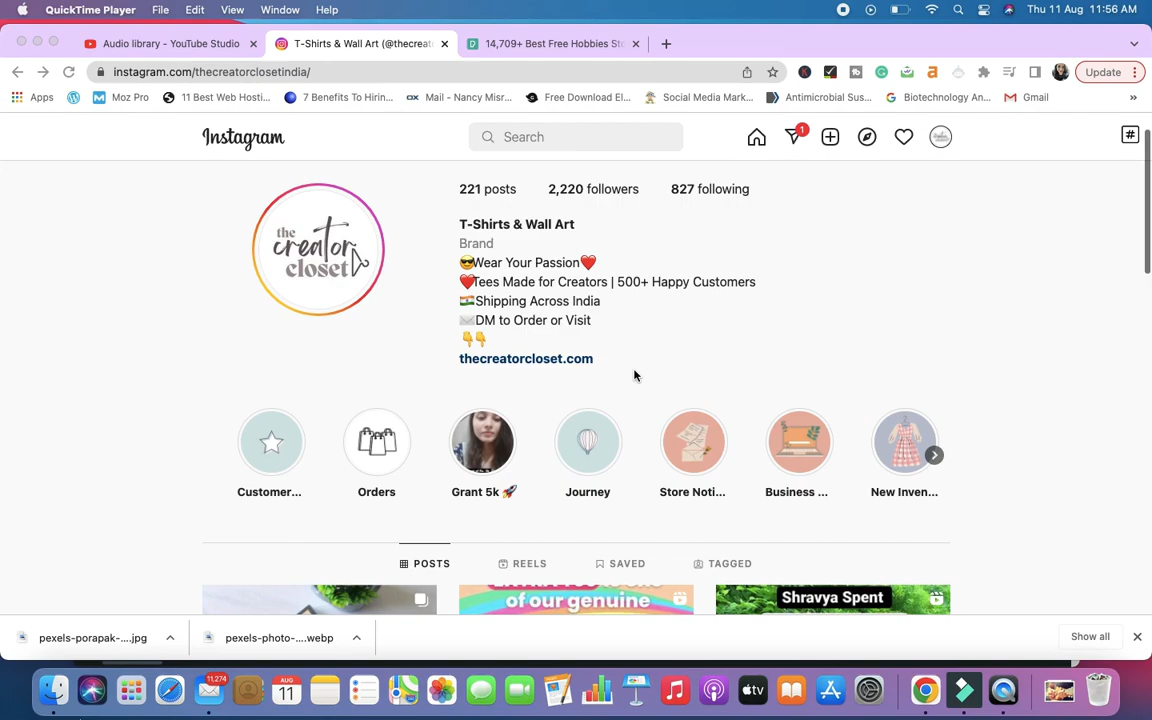 QuickTime Player File Edit View Window Help Thu 11 Aug 11:56 AM
Audio library - YouTube Studio T-Shirts & Wall Art (@thecreat 14,709+ Best Free Hobbies Sto
instagram.com/thecreatorclosetindia/ Update
Apps Moz Pro 11 Best Web Hosti... 7 Benefits To Hirin... Mail - Nancy Misr... Free Download El... Social Media Mark... Antimicrobial Sus... Biotechnology An... Gmail »
Instagram Search 1 #
221 posts 2,220 followers 827 following
the
creator
closet
T-Shirts & Wall Art
Brand
😎Wear Your Passion❤️
❤️Tees Made for Creators | 500+ Happy Customers
🇮🇳Shipping Across India
✉️DM to Order or Visit
👇👇
thecreatorcloset.com
Customer... Orders Grant 5k 🚀 Journey Store Noti... Business ... New Inven...
POSTS REELS SAVED TAGGED
of our genuine
Shravya Spent
pexels-porapak-....jpg pexels-photo-....webp Show all
11,274
AUG
11
tv